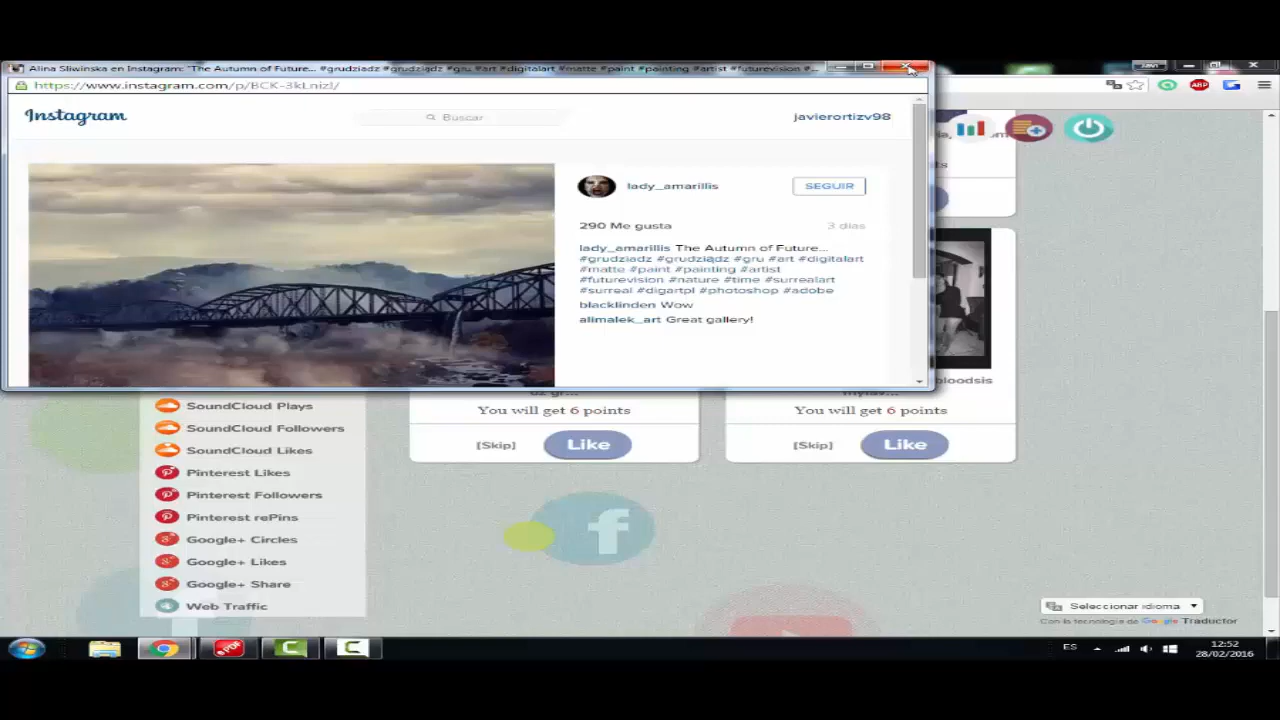 Alina Sliwinska en Instagram: "The Autumn of Future... #grudziadz #grudziądz #gru #art #digitalart #matte #paint #painting #artist #futurevision #...
https://www.instagram.com/p/BCK-3kLnizJ/
Instagram
Buscar
javierortizv98
lady_amarillis
SEGUIR
290 Me gusta
3 días
lady_amarillis The Autumn of Future...
#grudziadz #grudziądz #gru #art #digitalart
#matte #paint #painting #artist
#futurevision #nature #time #surrealart
#surreal #digartpl #photoshop #adobe
blacklinden Wow
alimalek_art Great gallery!
Javi
ABP
bloodsis
You will get 6 points
[Skip]
Like
You will get 6 points
[Skip]
Like
SoundCloud Plays
SoundCloud Followers
SoundCloud Likes
Pinterest Likes
Pinterest Followers
Pinterest rePins
Google+ Circles
Google+ Likes
Google+ Share
Web Traffic
Seleccionar idioma
Con la tecnología de Google Traductor
ES
12:52
28/02/2016